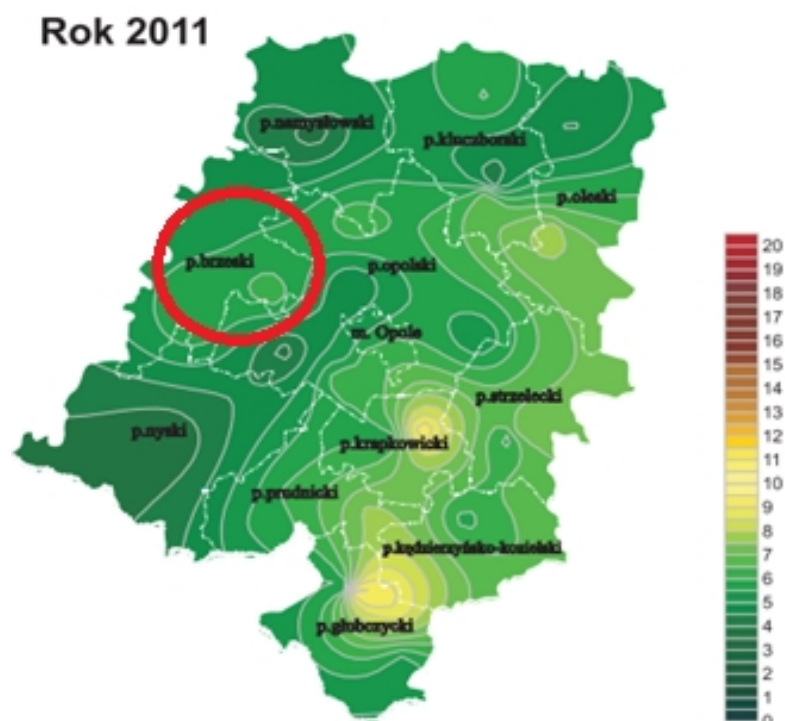 Rok 2011
p.namysłowski
p.kluczborski
p.oleski
p.brzeski
p.opolski
m. Opole
p.strzelecki
p.nyski
p.krapkowicki
p.prudnicki
p.kędzierzyńsko-kozielski
p.głubczycki
20
19
18
17
16
15
14
13
12
11
10
9
8
7
6
5
4
3
2
1
0